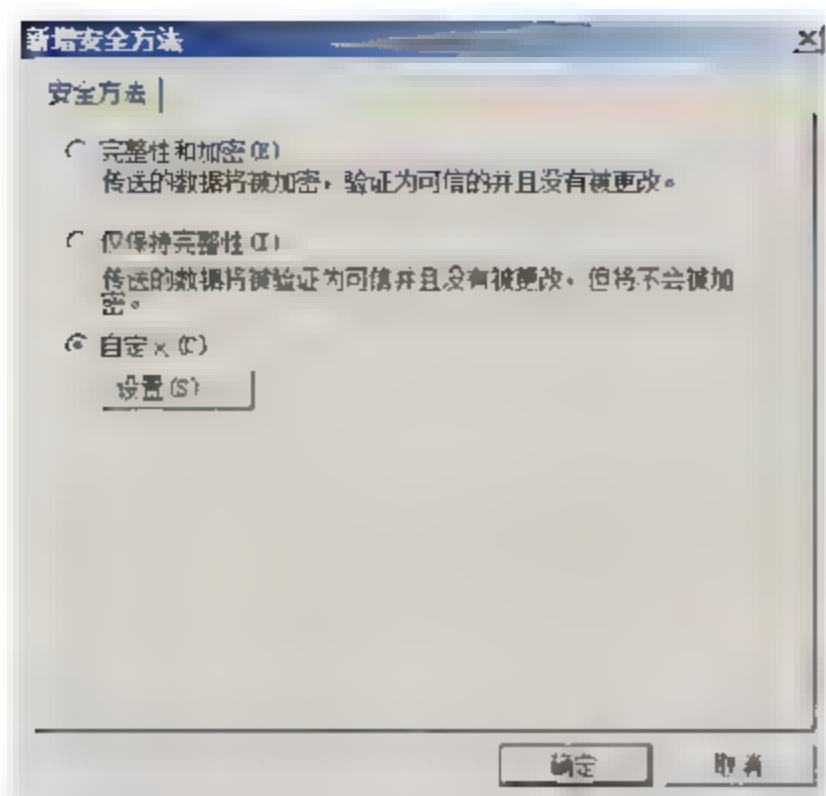 新增安全方法
安全方法
完整性和加密(E)
传送的数据将被加密，验证为可信的并且没有被更改。
仅保持完整性(I)
传送的数据将被验证为可信并且没有被更改，但将不会被加
密。
自定义(C)
设置(S)
确定
取消